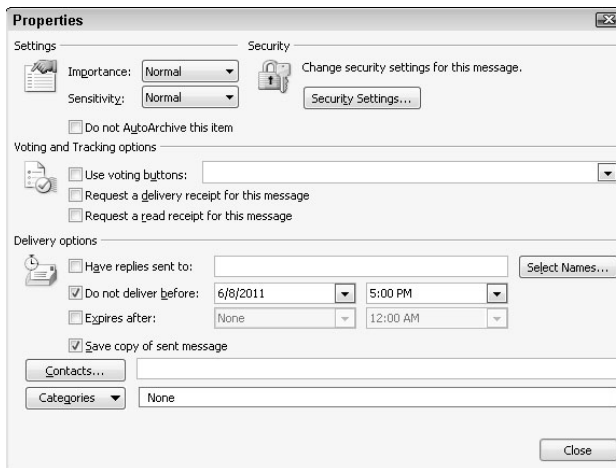 Properties
Settings
Security
Importance: Normal
Change security settings for this message.
Sensitivity: Normal
Security Settings...
Do not AutoArchive this item
Voting and Tracking options
Use voting buttons:
Request a delivery receipt for this message
Request a read receipt for this message
Delivery options
Have replies sent to:
Select Names...
Do not deliver before: 6/8/2011 5:00 PM
Expires after: None 12:00 AM
Save copy of sent message
Contacts...
Categories None
Close